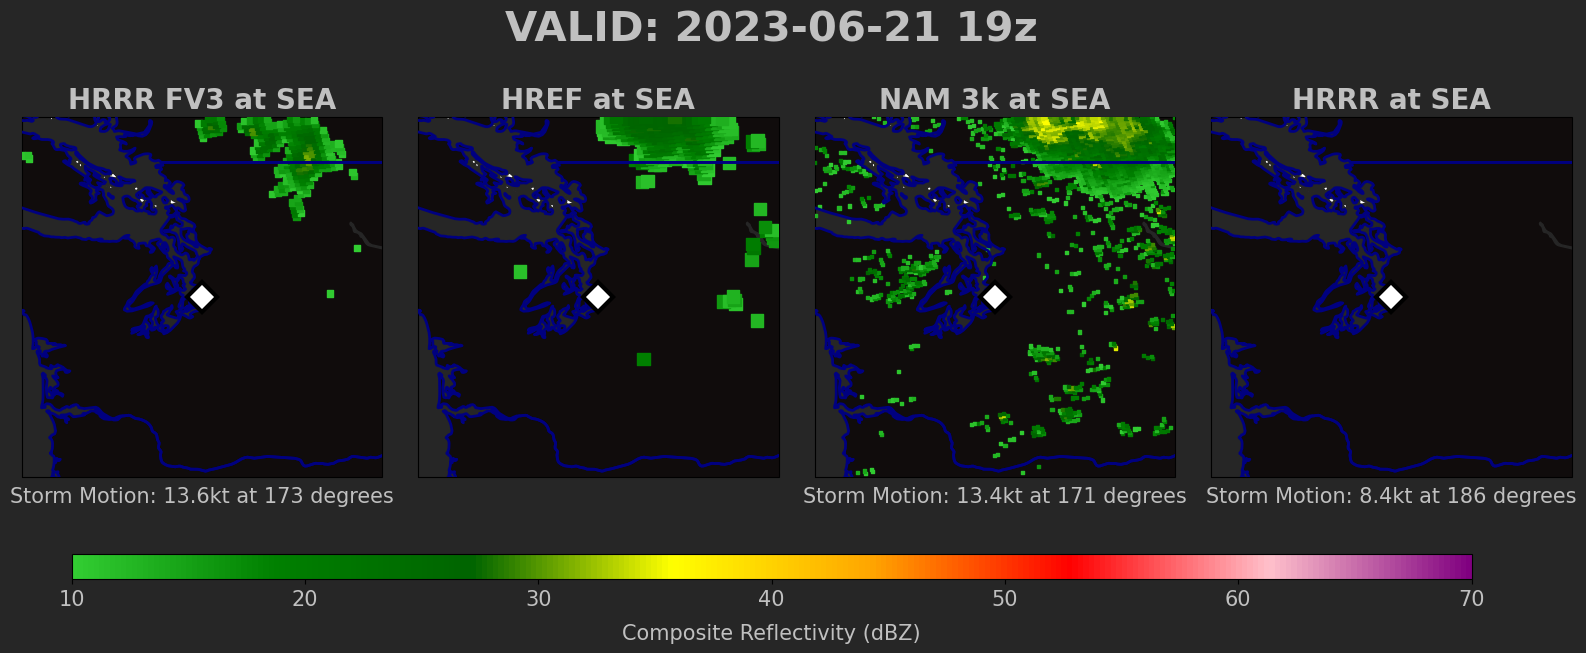 VALID: 2023-06-21 19z
HRRR FV3 at SEA
HREF at SEA
NAM 3k at SEA
HRRR at SEA
Storm Motion: 13.6kt at 173 degrees
Storm Motion: 13.4kt at 171 degrees
Storm Motion: 8.4kt at 186 degrees
10 20 30 40 50 60 70
Composite Reflectivity (dBZ)